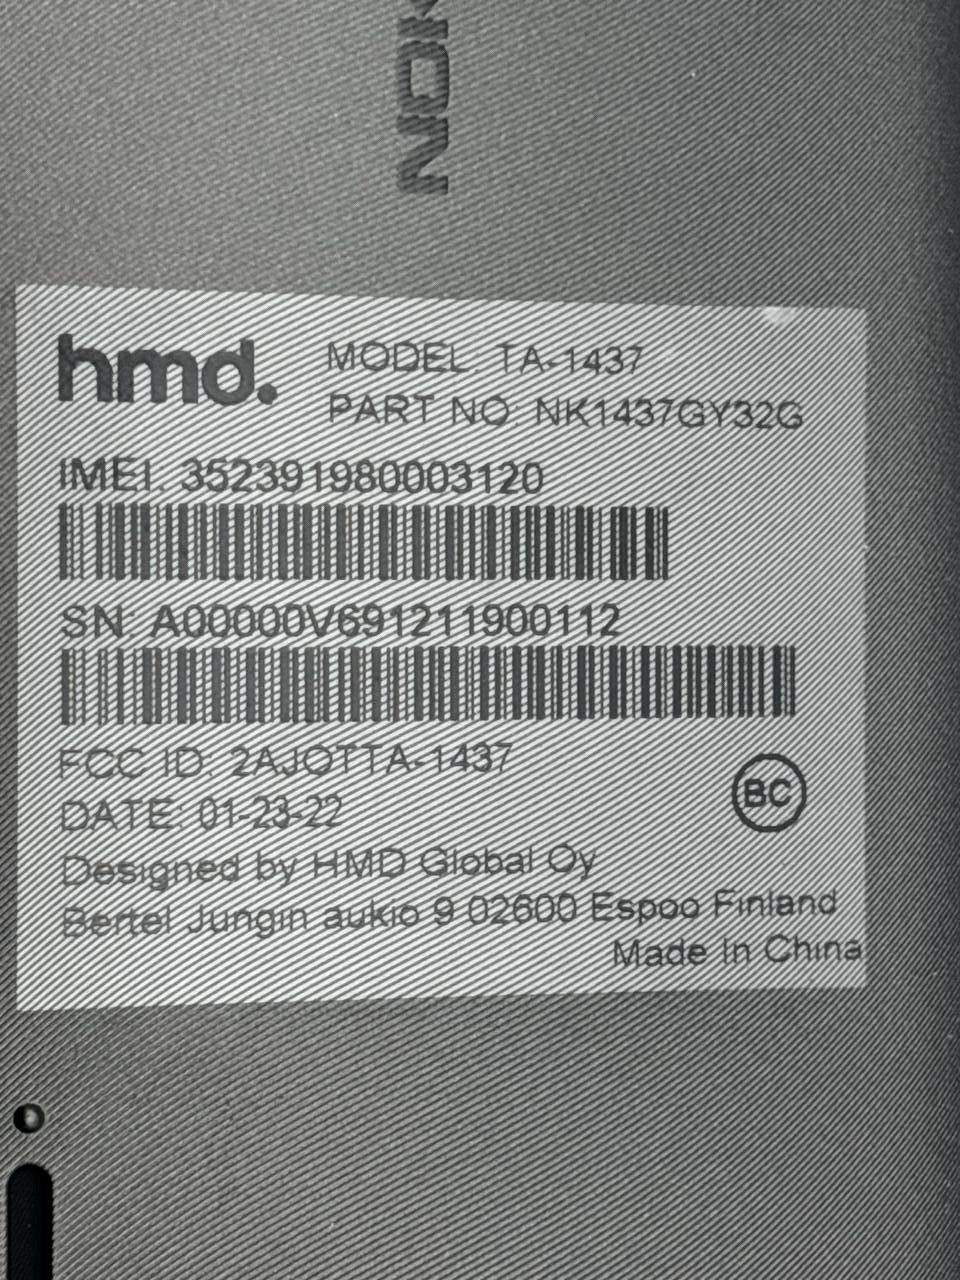 hmd.
MODEL: TA-1437
PART NO: NK1437GY32G
IMEI: 352391980003120
SN: A00000V691211900112
FCC ID: 2AJOTTA-1437
DATE: 01-23-22
BC
Designed by HMD Global Oy
Bertel Jungin aukio 9 02600 Espoo Finland
Made In China